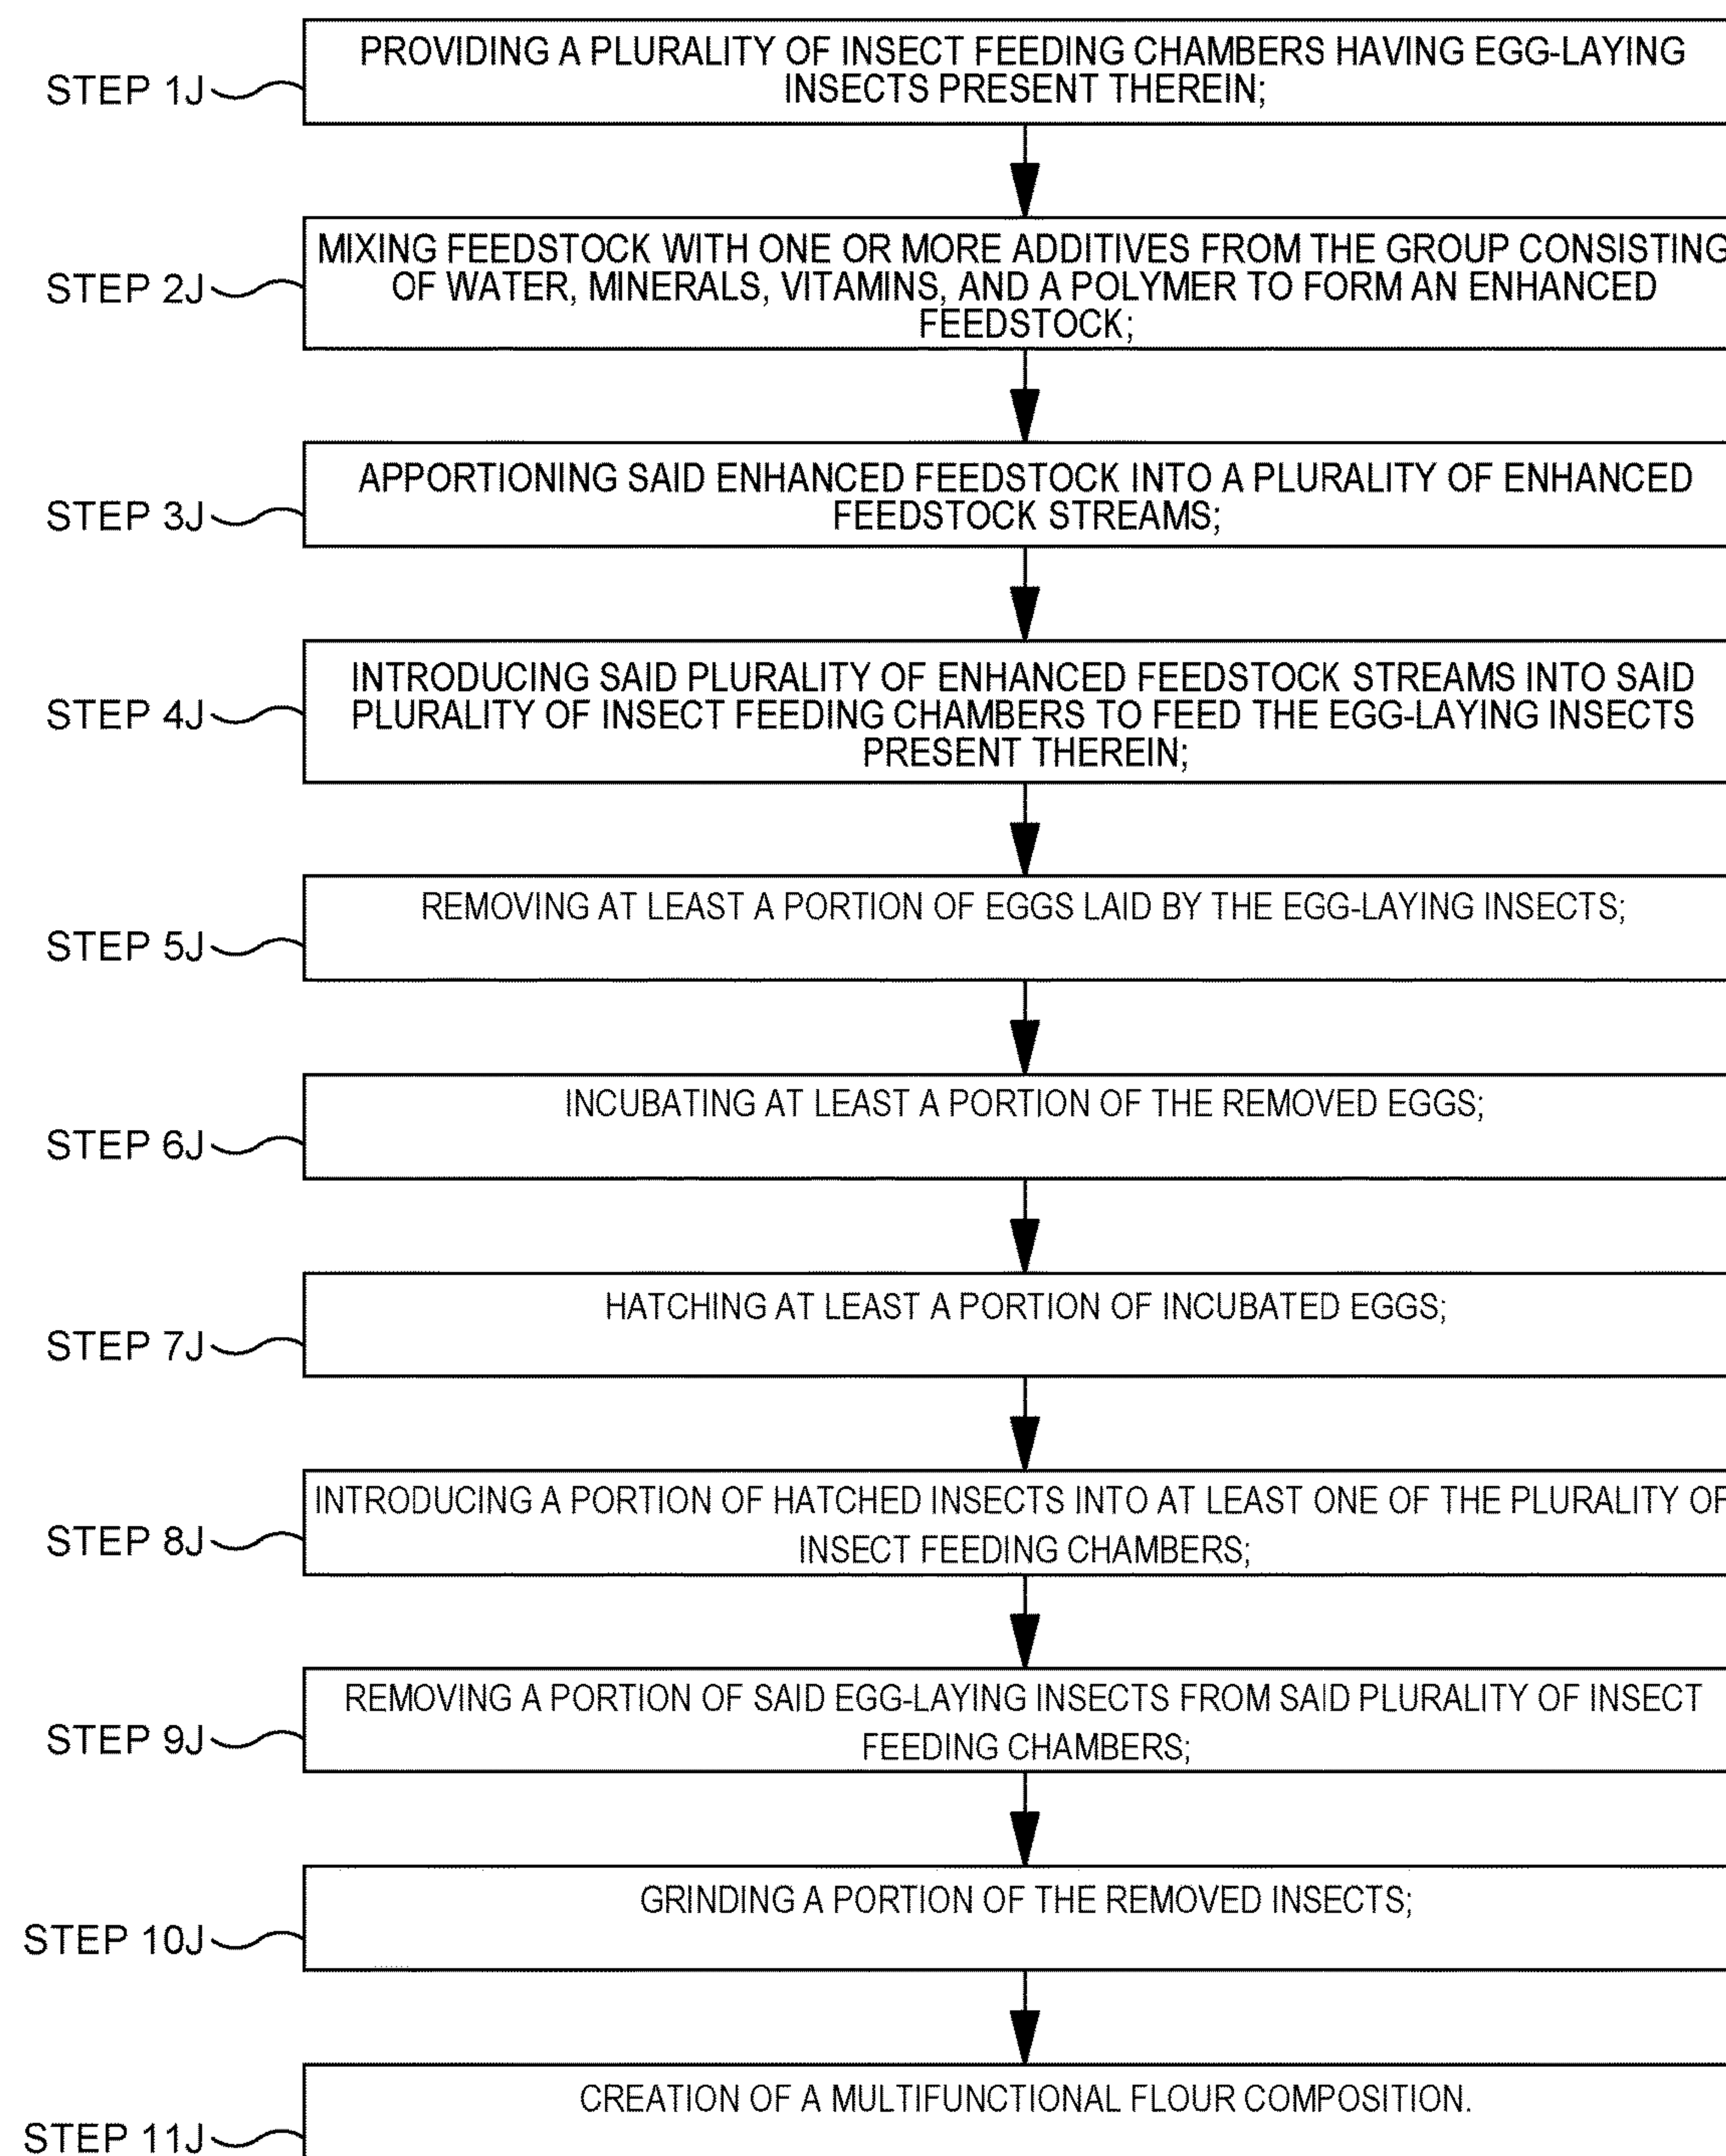 STEP 1J
PROVIDING A PLURALITY OF INSECT FEEDING CHAMBERS HAVING EGG-LAYING
INSECTS PRESENT THEREIN;
STEP 2J
MIXING FEEDSTOCK WITH ONE OR MORE ADDITIVES FROM THE GROUP CONSISTING
OF WATER, MINERALS, VITAMINS, AND A POLYMER TO FORM AN ENHANCED
FEEDSTOCK;
STEP 3J
APPORTIONING SAID ENHANCED FEEDSTOCK INTO A PLURALITY OF ENHANCED
FEEDSTOCK STREAMS;
STEP 4J
INTRODUCING SAID PLURALITY OF ENHANCED FEEDSTOCK STREAMS INTO SAID
PLURALITY OF INSECT FEEDING CHAMBERS TO FEED THE EGG-LAYING INSECTS
PRESENT THEREIN;
STEP 5J
REMOVING AT LEAST A PORTION OF EGGS LAID BY THE EGG-LAYING INSECTS;
STEP 6J
INCUBATING AT LEAST A PORTION OF THE REMOVED EGGS;
STEP 7J
HATCHING AT LEAST A PORTION OF INCUBATED EGGS;
STEP 8J
INTRODUCING A PORTION OF HATCHED INSECTS INTO AT LEAST ONE OF THE PLURALITY OF
INSECT FEEDING CHAMBERS;
STEP 9J
REMOVING A PORTION OF SAID EGG-LAYING INSECTS FROM SAID PLURALITY OF INSECT
FEEDING CHAMBERS;
STEP 10J
GRINDING A PORTION OF THE REMOVED INSECTS;
STEP 11J
CREATION OF A MULTIFUNCTIONAL FLOUR COMPOSITION.